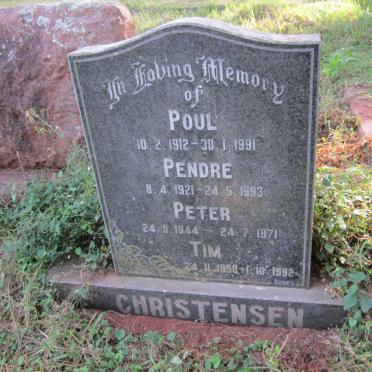 In Loving Memory
of
POUL
10.2.1912-30.1.1991
PENDRE
8.4.1921-24.5.1993
PETER
24.9.1944-24.7.1971
TIM
24.11.1950-1.10.1992
CHRISTENSEN